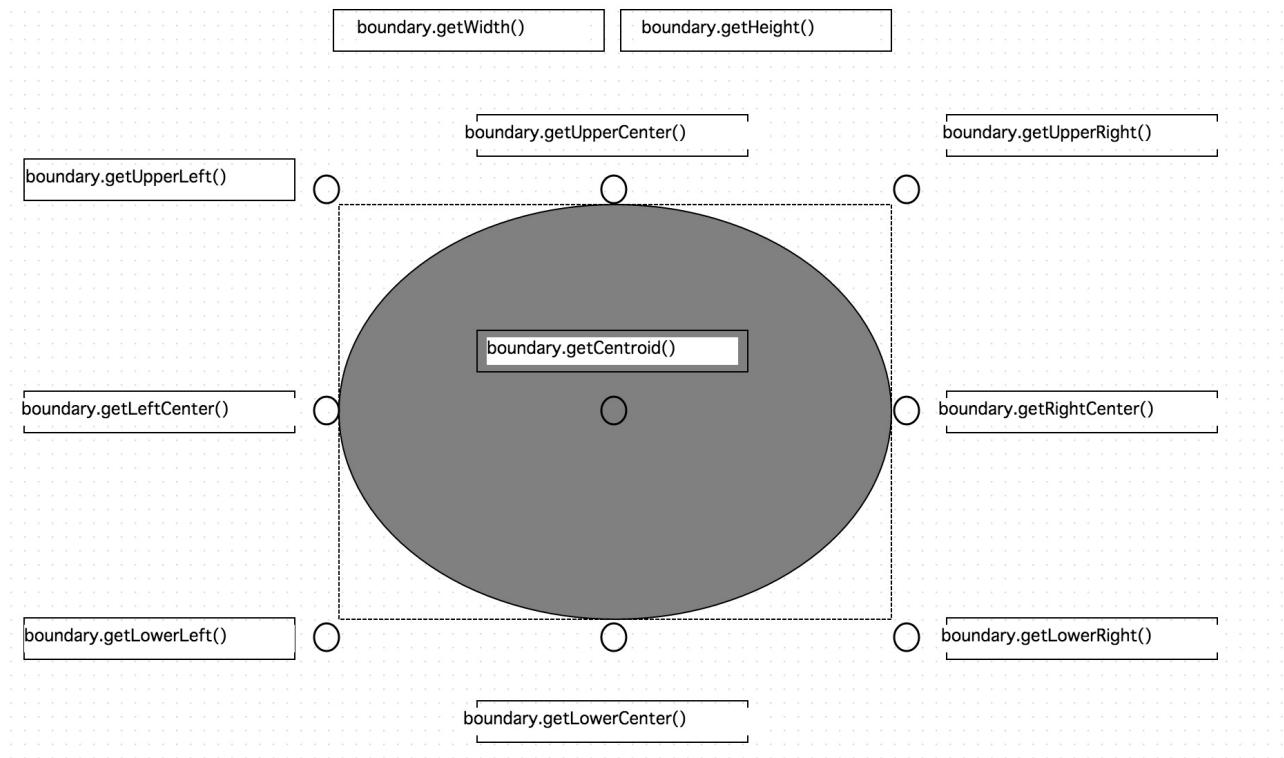 boundary.getWidth()
boundary.getHeight()
boundary.getUpperCenter()
boundary.getUpperRight()
boundary.getUpperLeft()
boundary.getCentroid()
boundary.getLeftCenter()
boundary.getRightCenter()
boundary.getLowerLeft()
boundary.getLowerRight()
boundary.getLowerCenter()